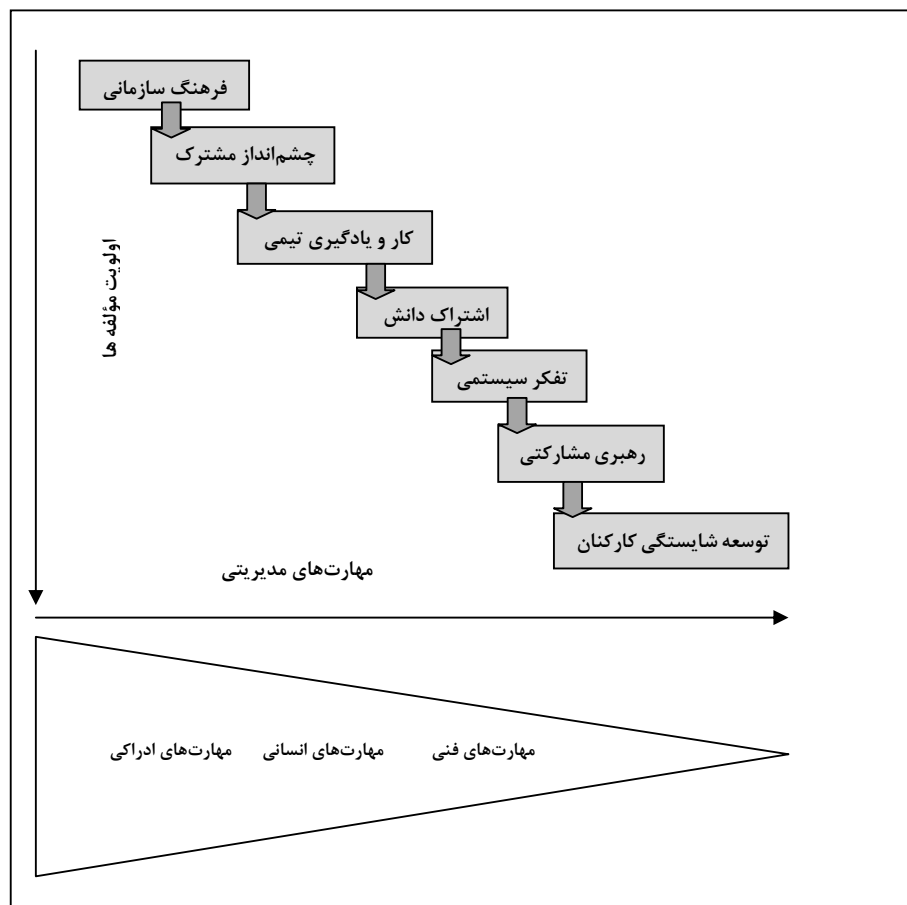 فرهنگ سازمانی
چشم‌انداز مشترک
کار و یادگیری تیمی
اولویت مؤلفه ها
اشتراک دانش
تفکر سیستمی
رهبری مشارکتی
توسعه شایستگی کارکنان
مهارت‌های مدیریتی
مهارت‌های ادراکی
مهارت‌های انسانی
مهارت‌های فنی